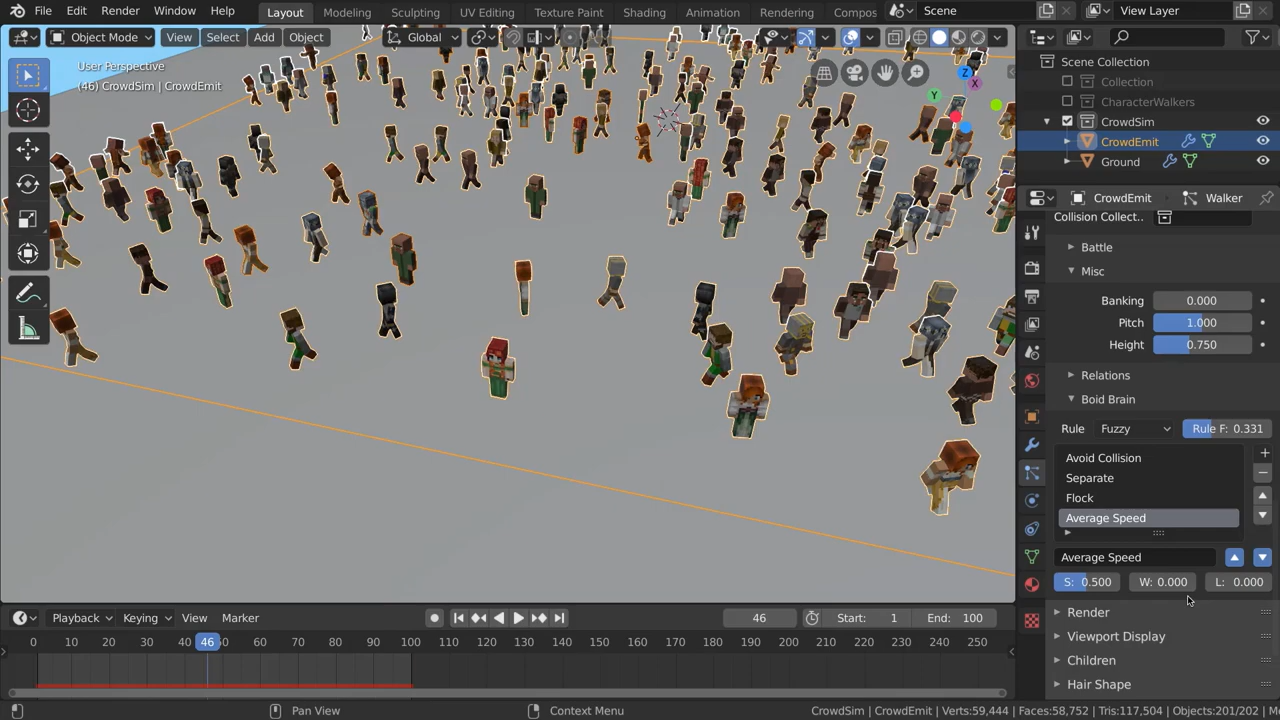 File Edit Render Window Help Layout Modeling Sculpting UV Editing Texture Paint Shading Animation Rendering Compos Scene View Layer
Object Mode View Select Add Object Global
User Perspective
(46) CrowdSim | CrowdEmit
Z
X
Y
Scene Collection
Collection
CharacterWalkers
CrowdSim
CrowdEmit
Ground
CrowdEmit Walker
Collision Collect..
Battle
Misc
Banking 0.000
Pitch 1.000
Height 0.750
Relations
Boid Brain
Rule Fuzzy Rule F: 0.331
Avoid Collision
Separate
Flock
Average Speed
Average Speed
S: 0.500 W: 0.000 L: 0.000
Render
Viewport Display
Children
Hair Shape
Playback Keying View Marker 46 Start: 1 End: 100
0 10 20 30 40 46 50 60 70 80 90 100 110 120 130 140 150 160 170 180 190 200 210 220 230 240 250
Pan View Context Menu CrowdSim | CrowdEmit | Verts:59,444 | Faces:58,752 | Tris:117,504 | Objects:201/202 | Me